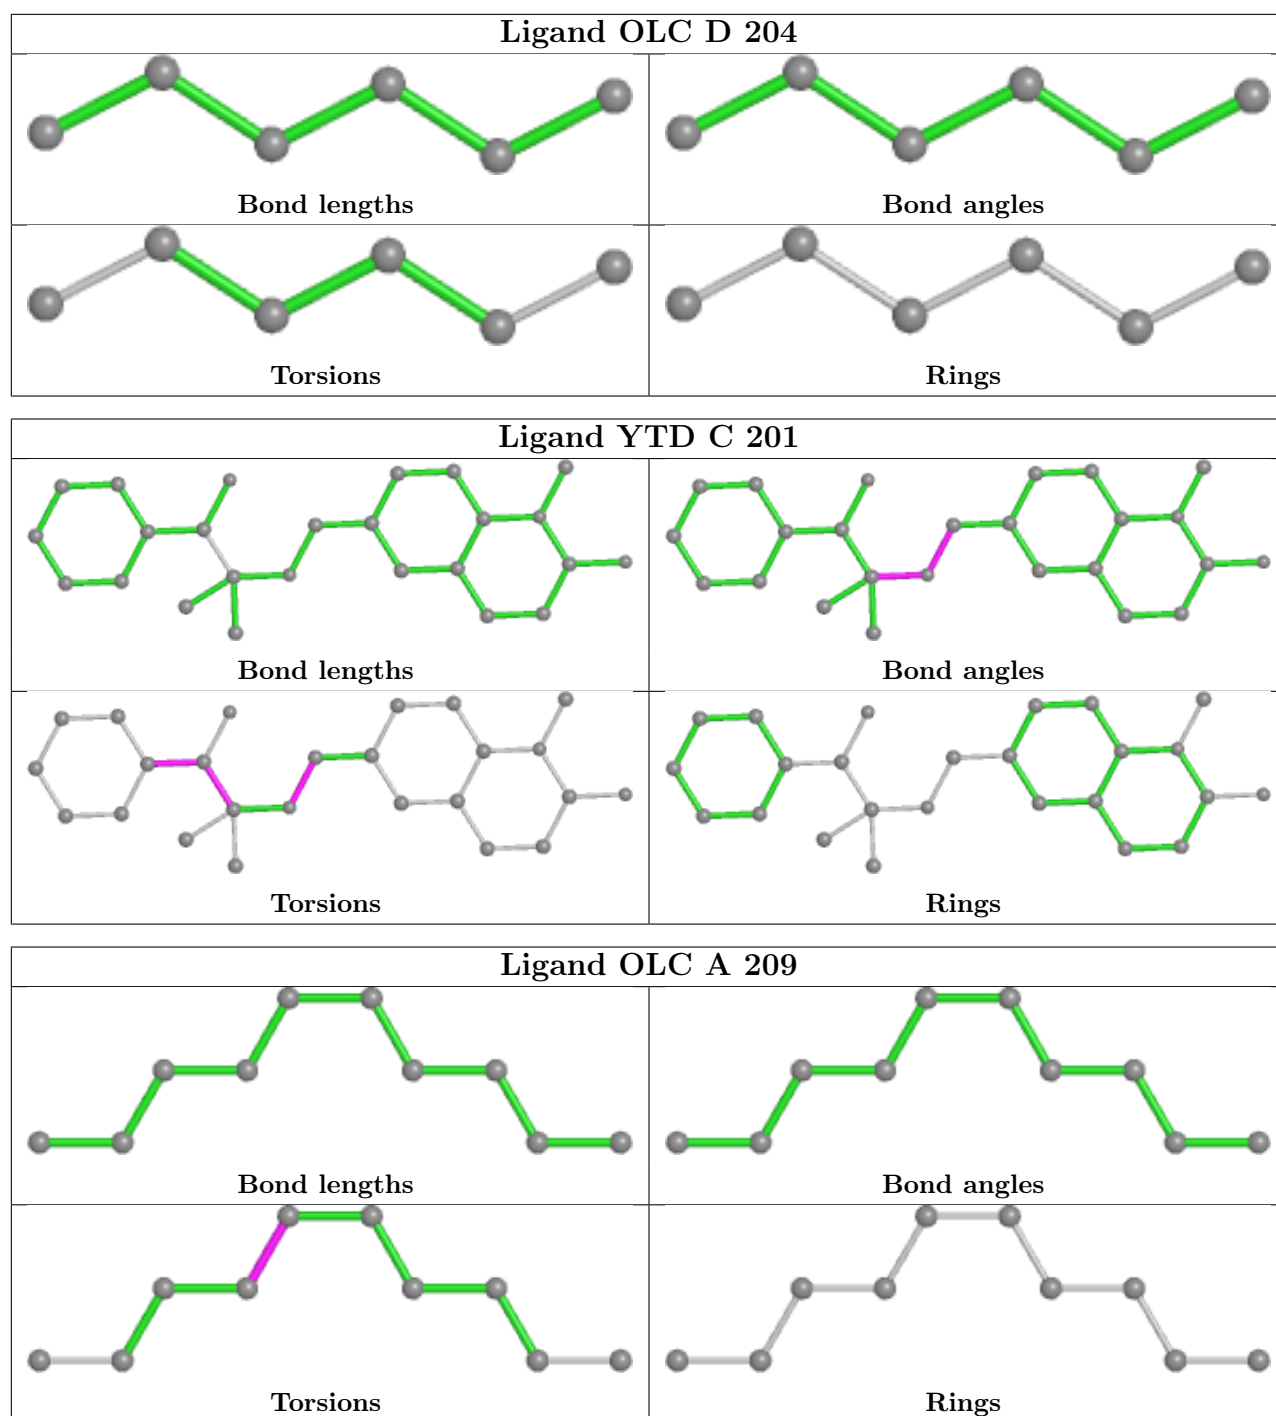 Ligand OLC D 204
Bond lengths
Bond angles
Torsions
Rings
Ligand YTD C 201
Bond lengths
Bond angles
Torsions
Rings
Ligand OLC A 209
Bond lengths
Bond angles
Torsions
Rings